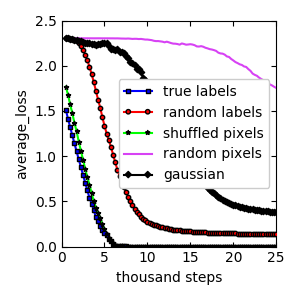 2.5
2.0
1.5
1.0
0.5
0.0
average_loss
true labels
random labels
shuffled pixels
random pixels
gaussian
0 5 10 15 20 25
thousand steps